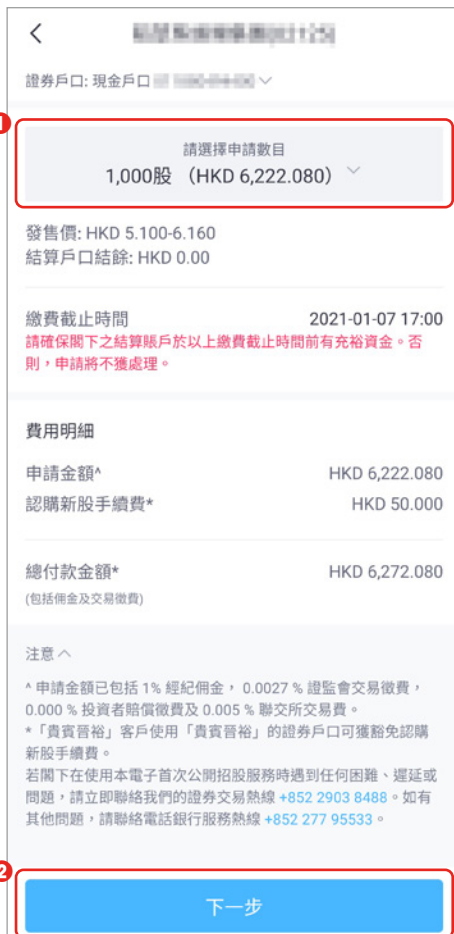 證券戶口: 現金戶口
1
請選擇申請數目
1,000股 （HKD 6,222.080）
發售價: HKD 5.100-6.160
結算戶口結餘: HKD 0.00
繳費截止時間 2021-01-07 17:00
請確保閣下之結算賬戶於以上繳費截止時間前有充裕資金。否
則，申請將不獲處理。
費用明細
申請金額^ HKD 6,222.080
認購新股手續費* HKD 50.000
總付款金額* HKD 6,272.080
(包括佣金及交易徵費)
注意
^ 申請金額已包括 1% 經紀佣金， 0.0027 % 證監會交易徵費，
0.000 % 投資者賠償徵費及 0.005 % 聯交所交易費。
*「貴賓晉裕」客戶使用「貴賓晉裕」的證券戶口可獲豁免認購
新股手續費。
若閣下在使用本電子首次公開招股服務時遇到任何困難、遲延或
問題，請立即聯絡我們的證券交易熱線 +852 2903 8488。如有
其他問題，請聯絡電話銀行服務熱線 +852 277 95533。
2
下一步